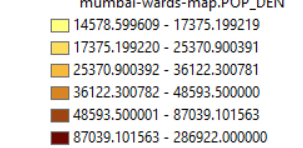 mumbai-wards-map.POP_DEN
14578.599609 - 17375.199219
17375.199220 - 25370.900391
25370.900392 - 36122.300781
36122.300782 - 48593.500000
48593.500001 - 87039.101563
87039.101563 - 286922.000000